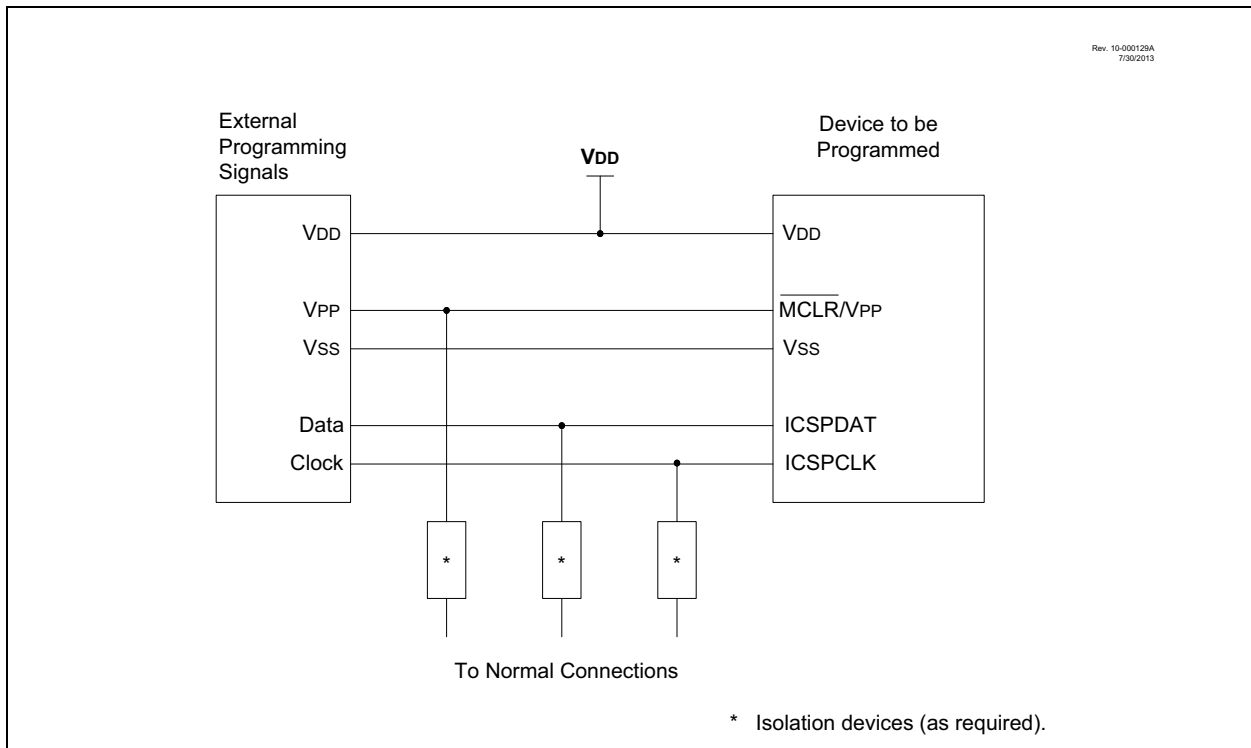 Rev. 10-000129A
7/30/2013
External
Programming
Signals
VDD
Device to be
Programmed
VDD
VPP
VSS
Data
Clock
VDD
MCLR/VPP
VSS
ICSPDAT
ICSPCLK
*
*
*
To Normal Connections
* Isolation devices (as required).